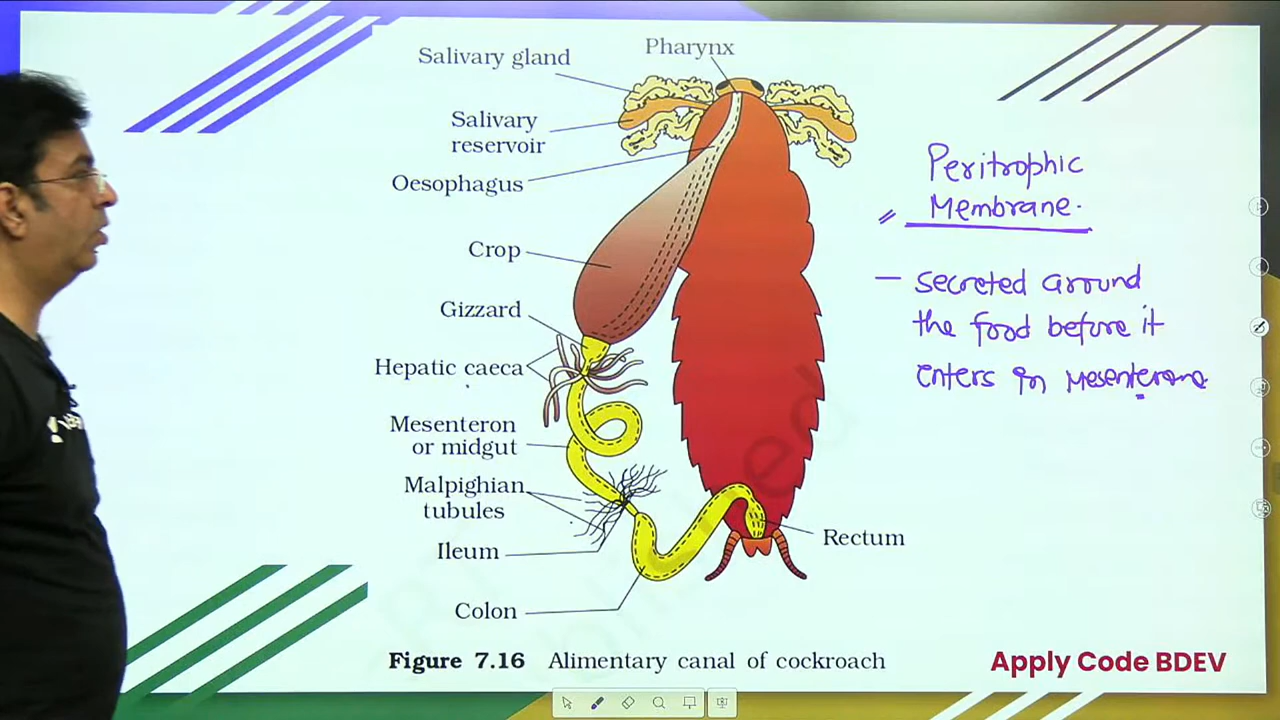 Salivary gland
Pharynx
Salivary
reservoir
Oesophagus
Crop
Gizzard
Hepatic caeca
Mesenteron
or midgut
Malpighian
tubules
Ileum
Colon
Rectum
Figure 7.16 Alimentary canal of cockroach
Peritrophic
Membrane.
— secreted around
the food before it
enters in Mesenterone
Apply Code BDEV